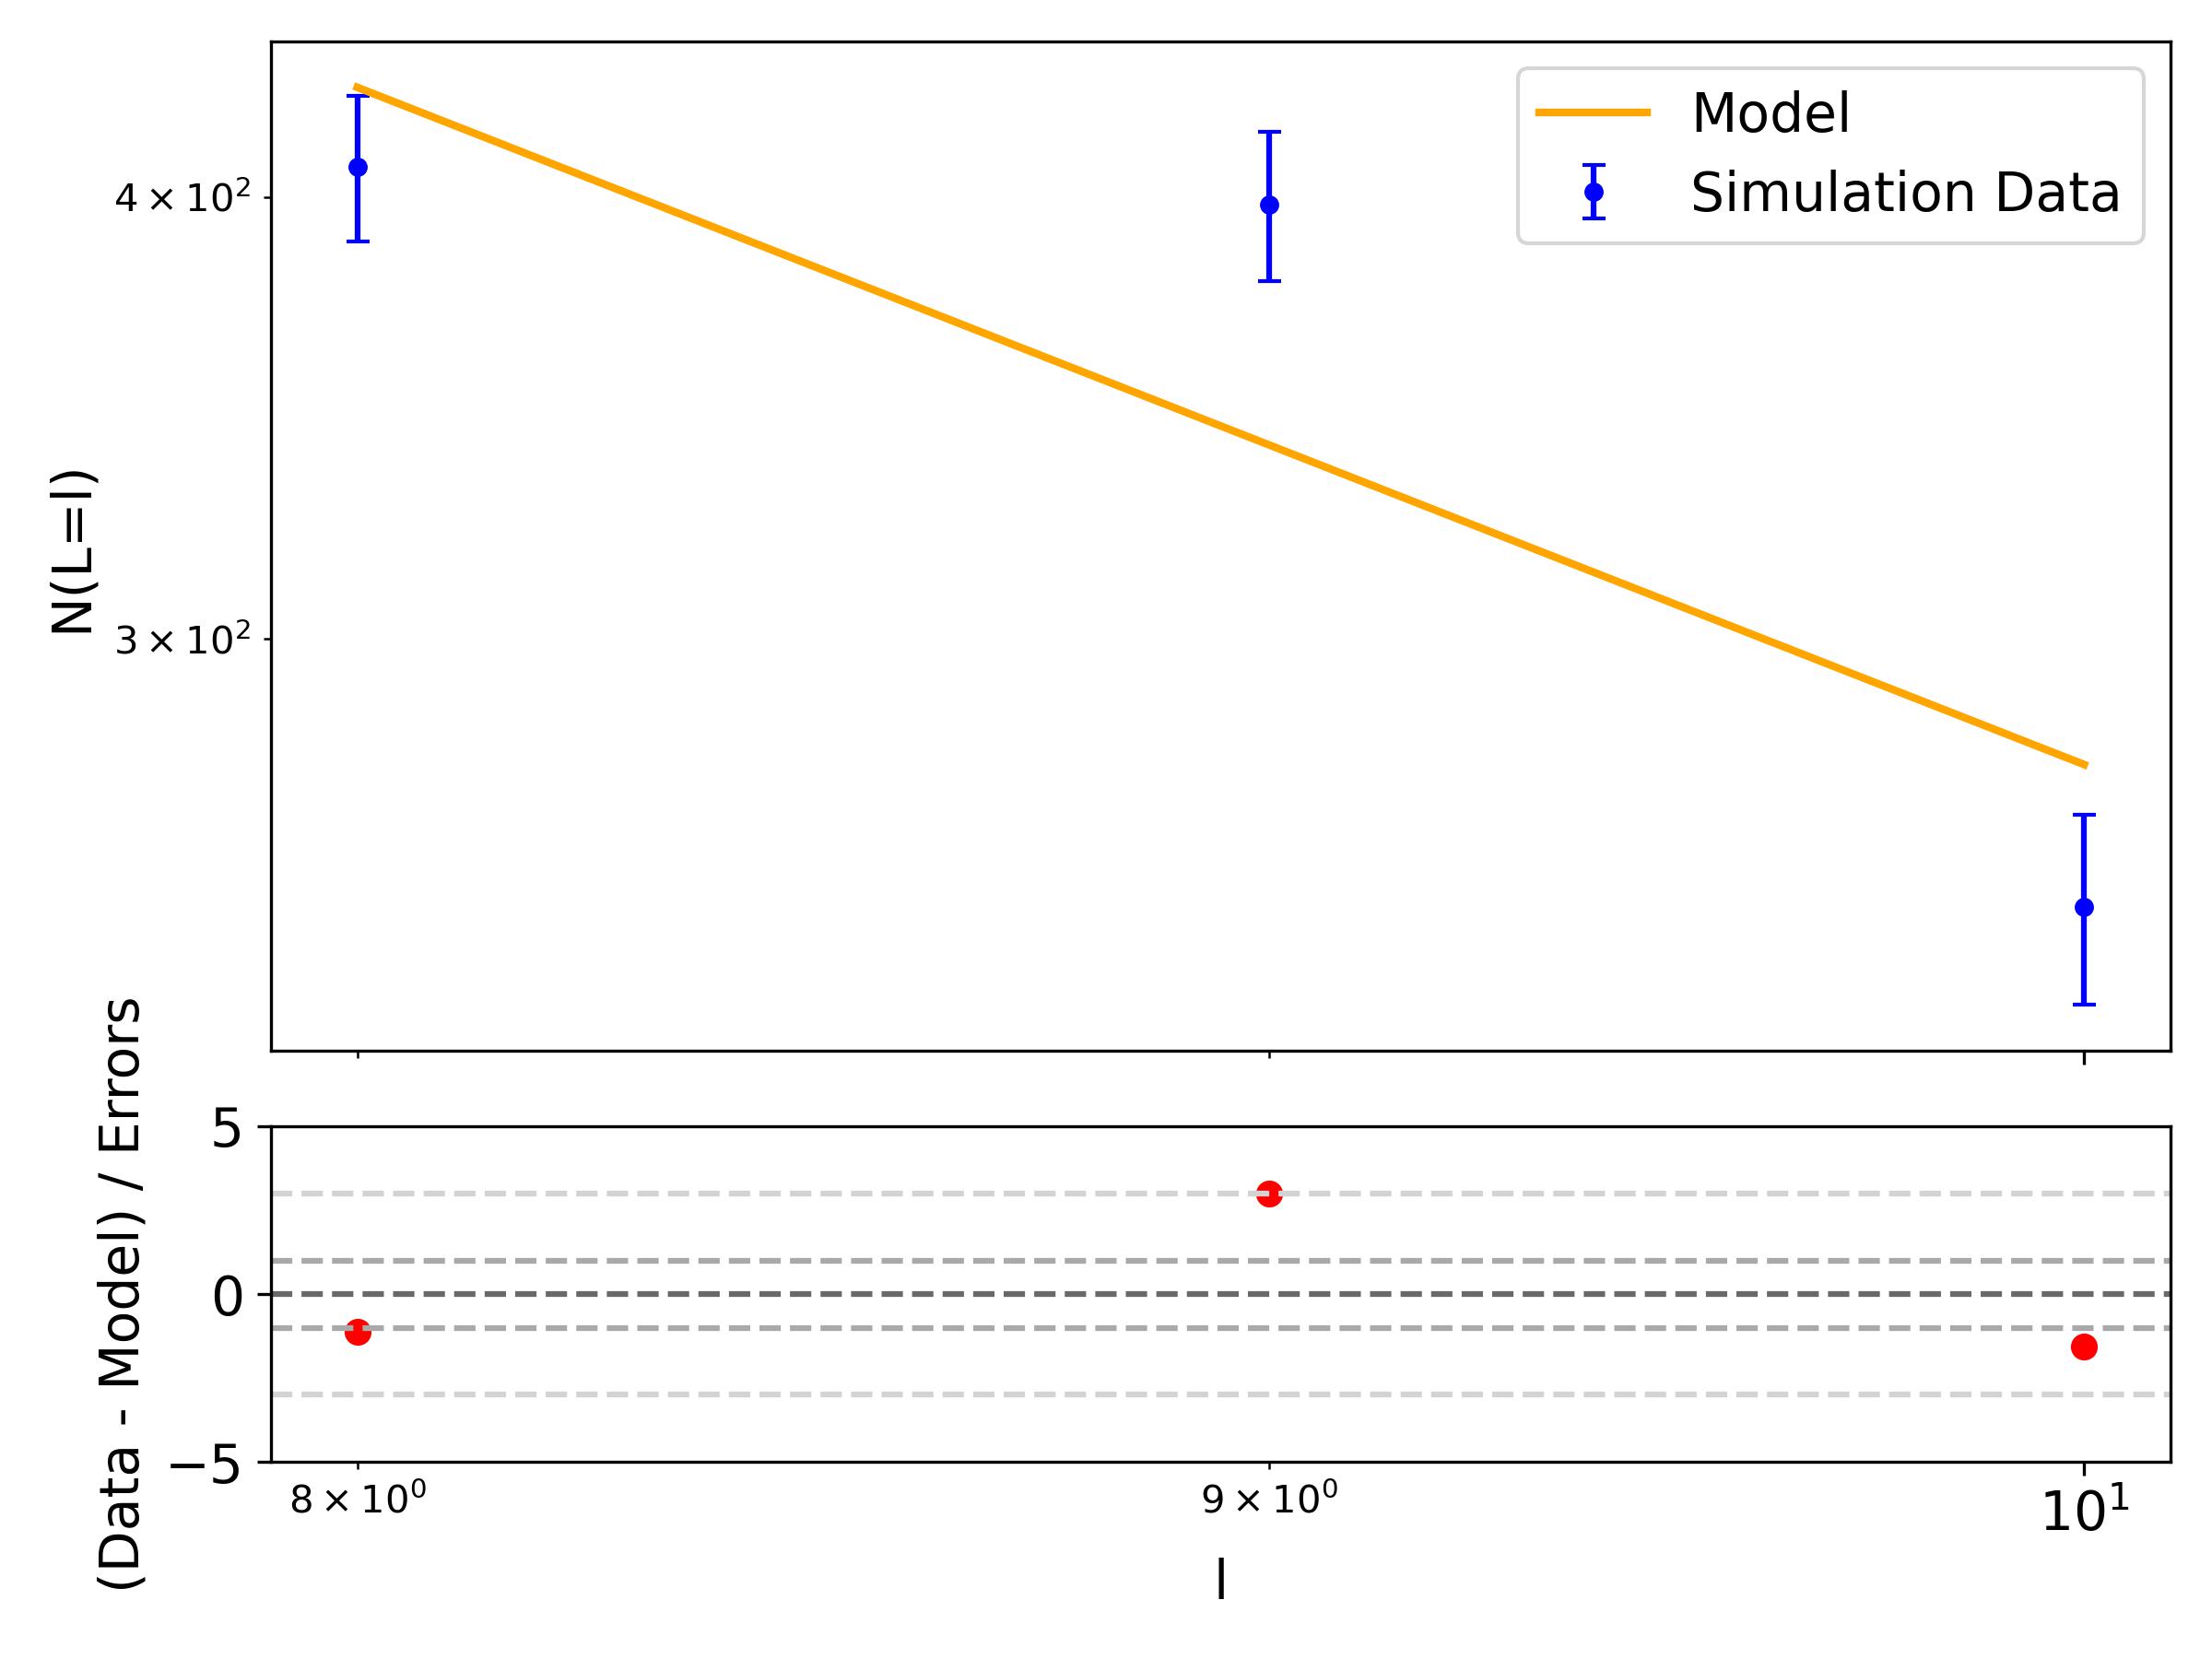 Model
Simulation Data
4 × 10²
3 × 10²
N(L=l)
5
0
−5
(Data - Model) / Errors
8 × 10⁰
9 × 10⁰
10¹
l